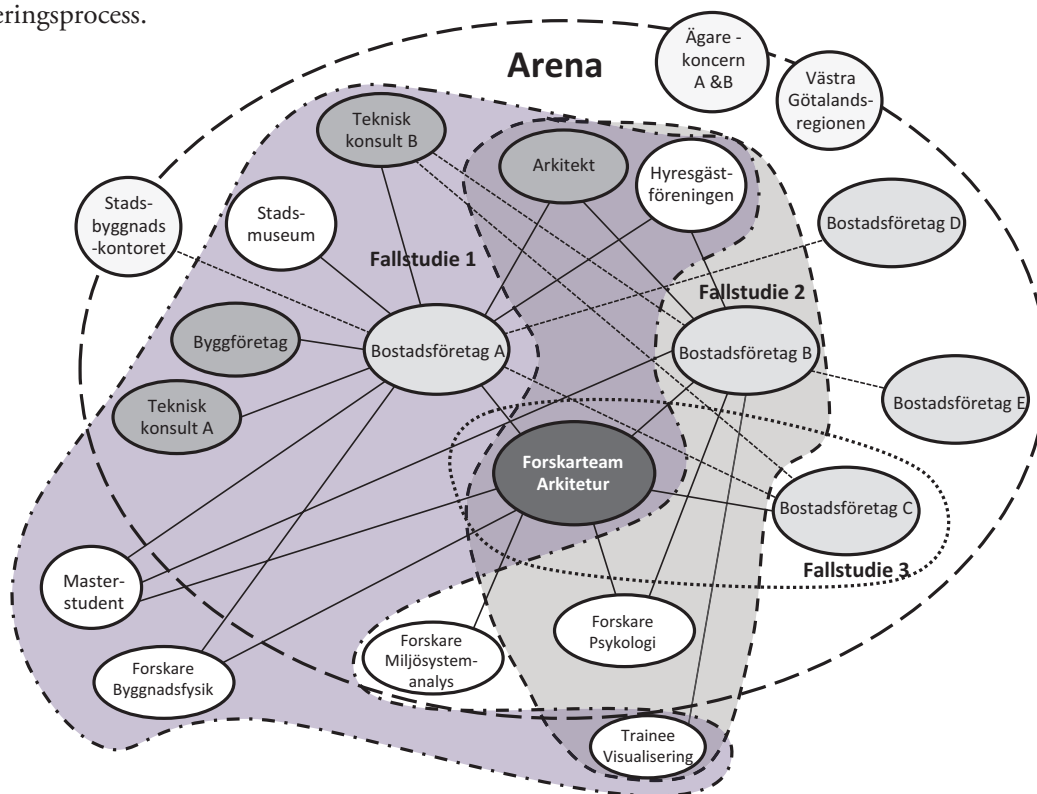 eringsprocess.
Arena
Ägare -
koncern
A &B
Västra
Götalands-
regionen
Teknisk
konsult B
Arkitekt
Hyresgäst-
föreningen
Stads-
byggnads
-kontoret
Stads-
museum
Bostadsföretag D
Fallstudie 1
Fallstudie 2
Byggföretag
Bostadsföretag A
Bostadsföretag B
Teknisk
konsult A
Bostadsföretag E
Forskarteam
Arkitetur
Bostadsföretag C
Fallstudie 3
Master-
student
Forskare
Psykologi
Forskare
Miljösystem-
analys
Forskare
Byggnadsfysik
Trainee
Visualisering